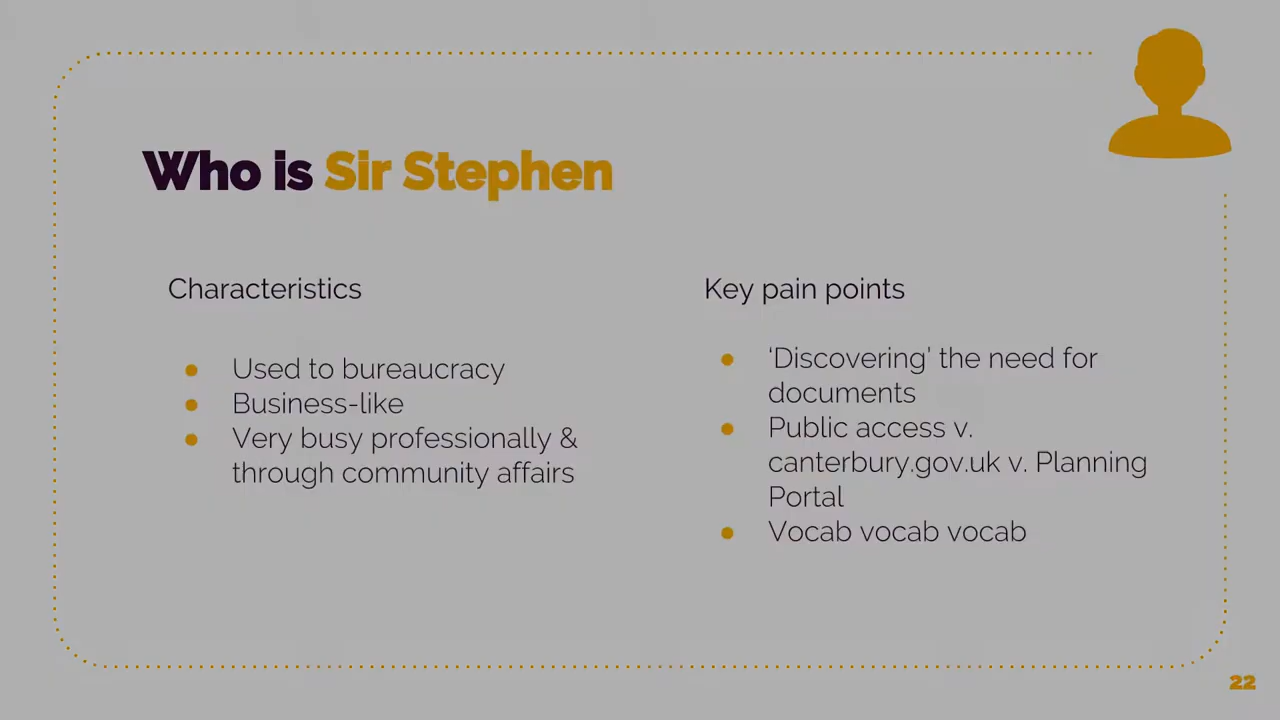 Who is Sir Stephen
Characteristics
Used to bureaucracy
Business-like
Very busy professionally &
through community affairs
Key pain points
‘Discovering’ the need for
documents
Public access v.
canterbury.gov.uk v. Planning
Portal
Vocab vocab vocab
22